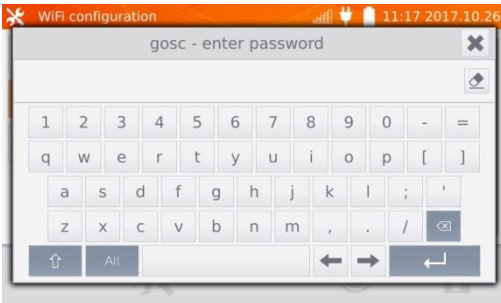 WiFi configuration 11:17 2017.10.26
gosc - enter password
1 2 3 4 5 6 7 8 9 0 - =
q w e r t y u i o p [ ]
a s d f g h j k l ; '
z x c v b n m , . /
Alt